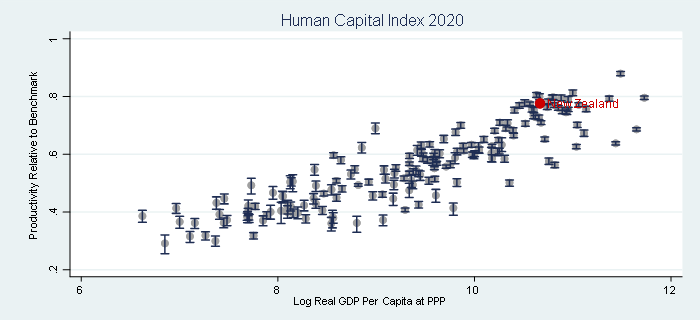 Human Capital Index 2020
Productivity Relative to Benchmark
1
.8
.6
.4
.2
New Zealand
6
8
10
12
Log Real GDP Per Capita at PPP